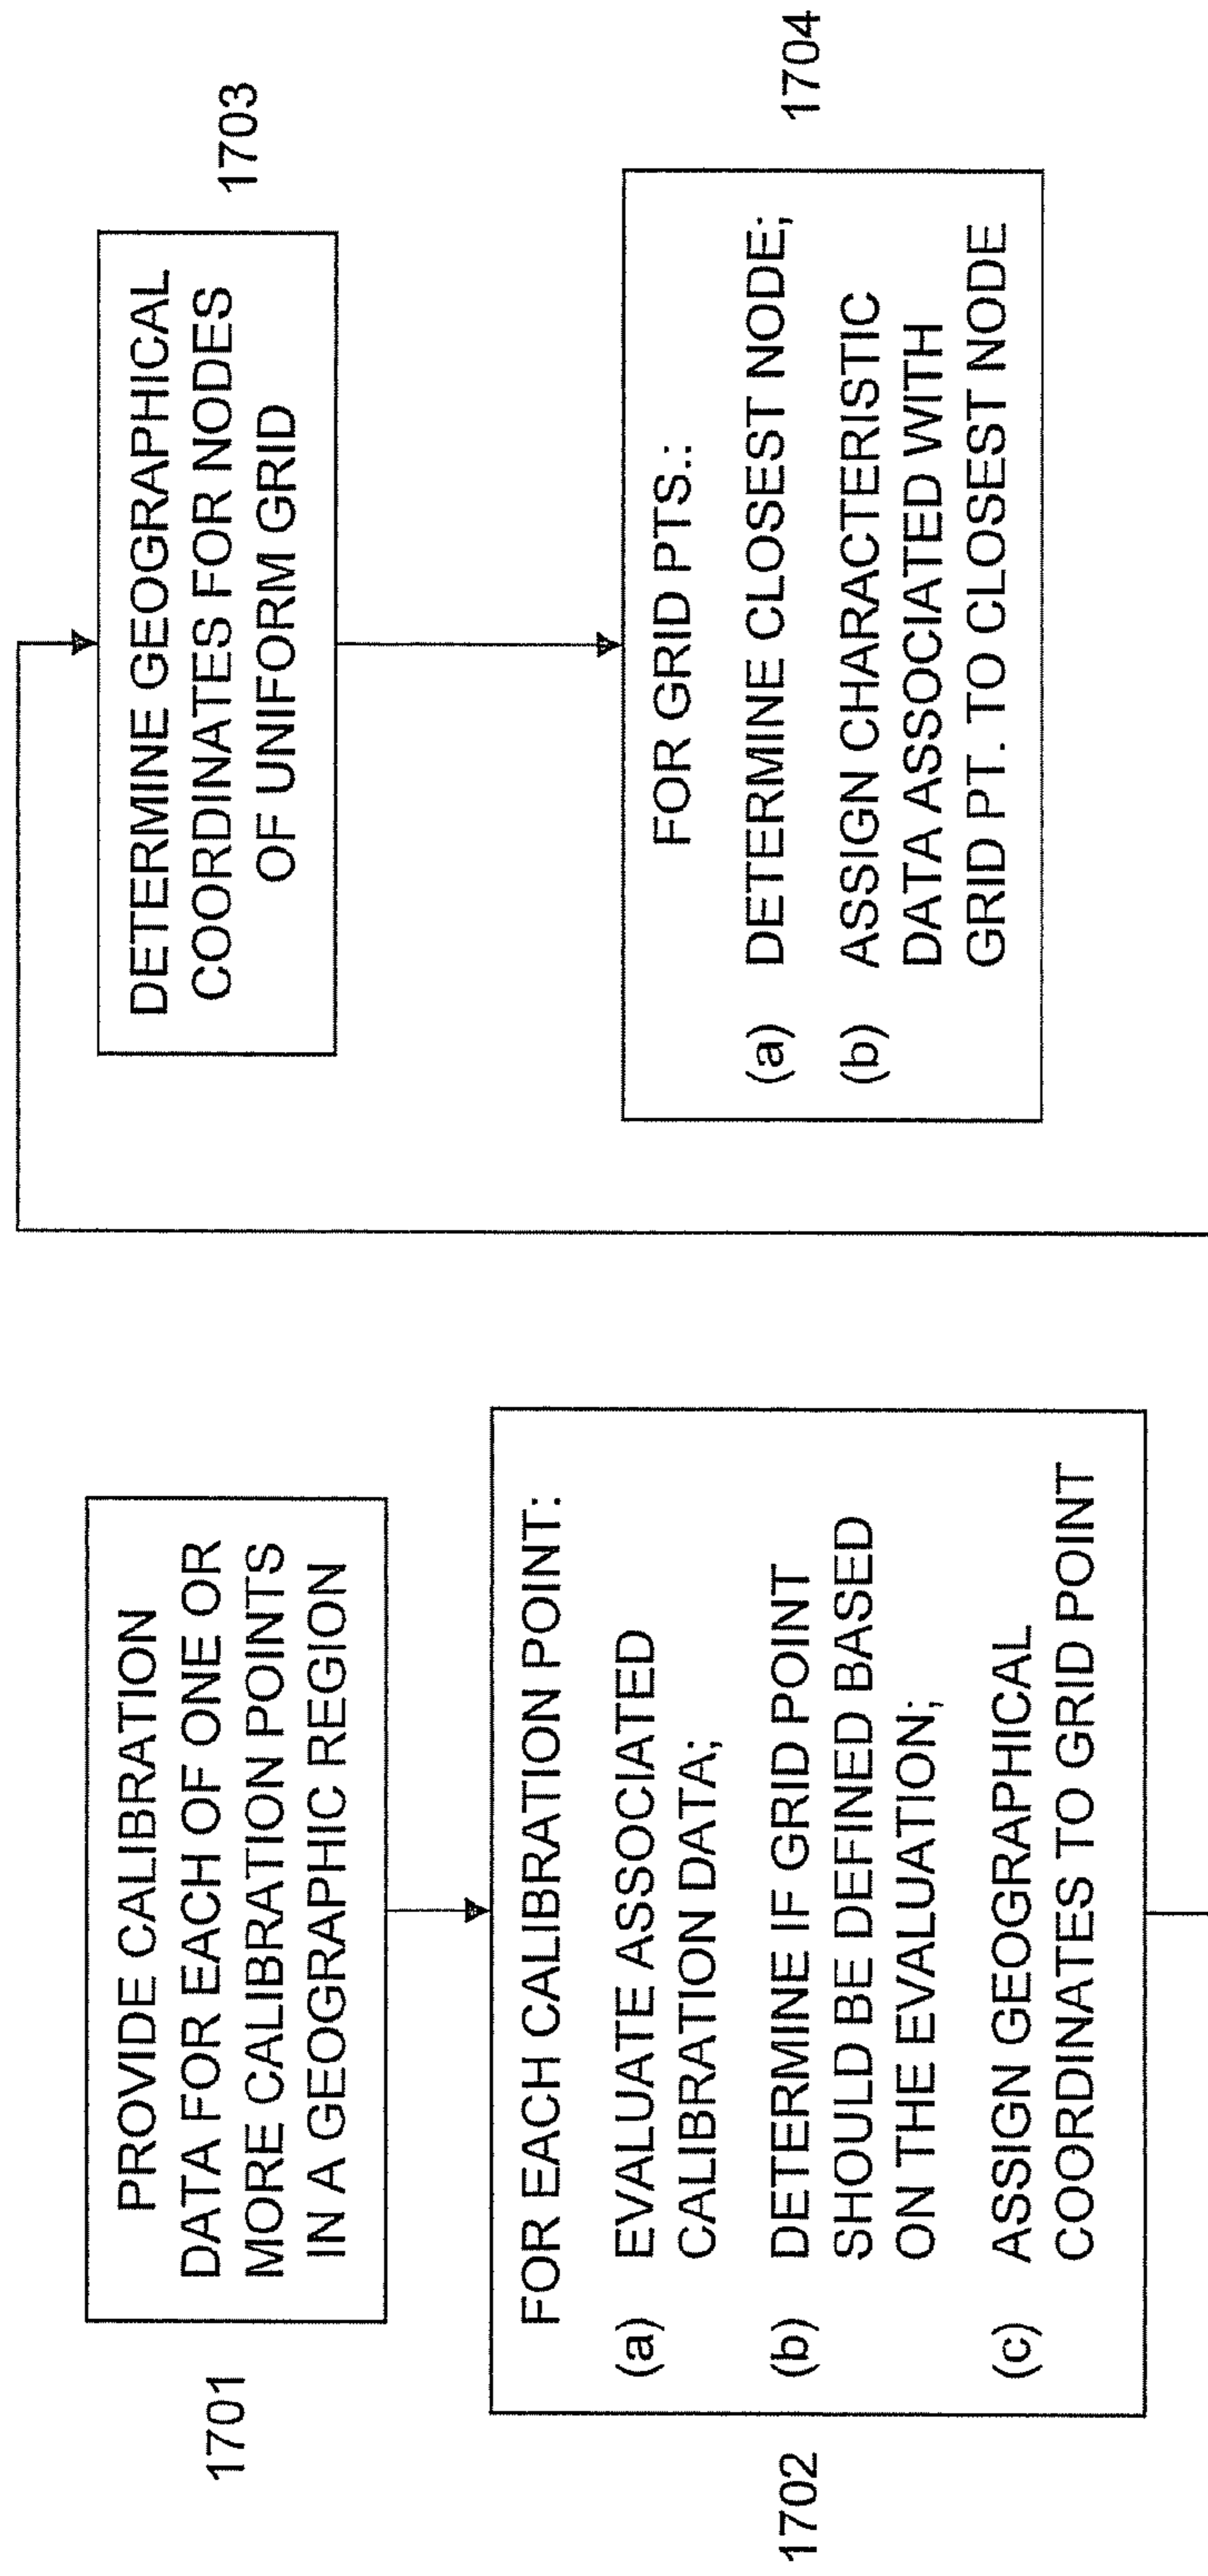 1701
PROVIDE CALIBRATION
DATA FOR EACH OF ONE OR
MORE CALIBRATION POINTS
IN A GEOGRAPHIC REGION
1702
FOR EACH CALIBRATION POINT:
(a) EVALUATE ASSOCIATED
CALIBRATION DATA;
(b) DETERMINE IF GRID POINT
SHOULD BE DEFINED BASED
ON THE EVALUATION;
(c) ASSIGN GEOGRAPHICAL
COORDINATES TO GRID POINT
DETERMINE GEOGRAPHICAL
COORDINATES FOR NODES
OF UNIFORM GRID
1703
FOR GRID PTS.:
(a) DETERMINE CLOSEST NODE;
(b) ASSIGN CHARACTERISTIC
DATA ASSOCIATED WITH
GRID PT. TO CLOSEST NODE
1704